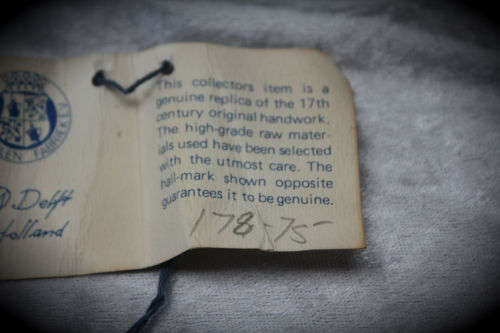 This collectors item is a
genuine replica of the 17th
century original handwork.
The high-grade raw mater-
ials used have been selected
with the utmost care. The
hall-mark shown opposite
guarantees it to be genuine.
178-75-
D. Delft
Holland